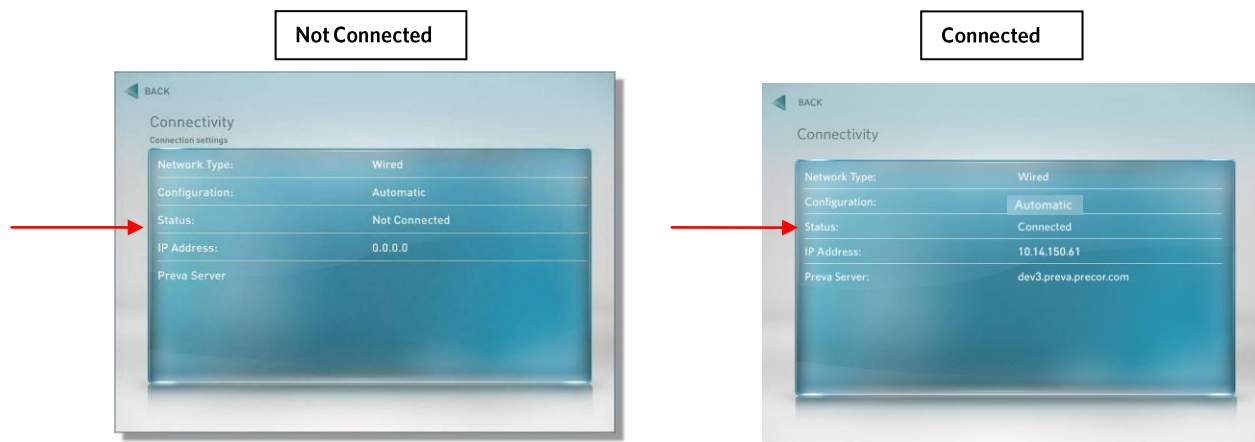 Not Connected
BACK
Connectivity
Connection settings
Network Type: Wired
Configuration: Automatic
Status: Not Connected
IP Address: 0.0.0.0
Preva Server
Connected
BACK
Connectivity
Network Type: Wired
Configuration: Automatic
Status: Connected
IP Address: 10.14.150.61
Preva Server: dev3.preva.precor.com